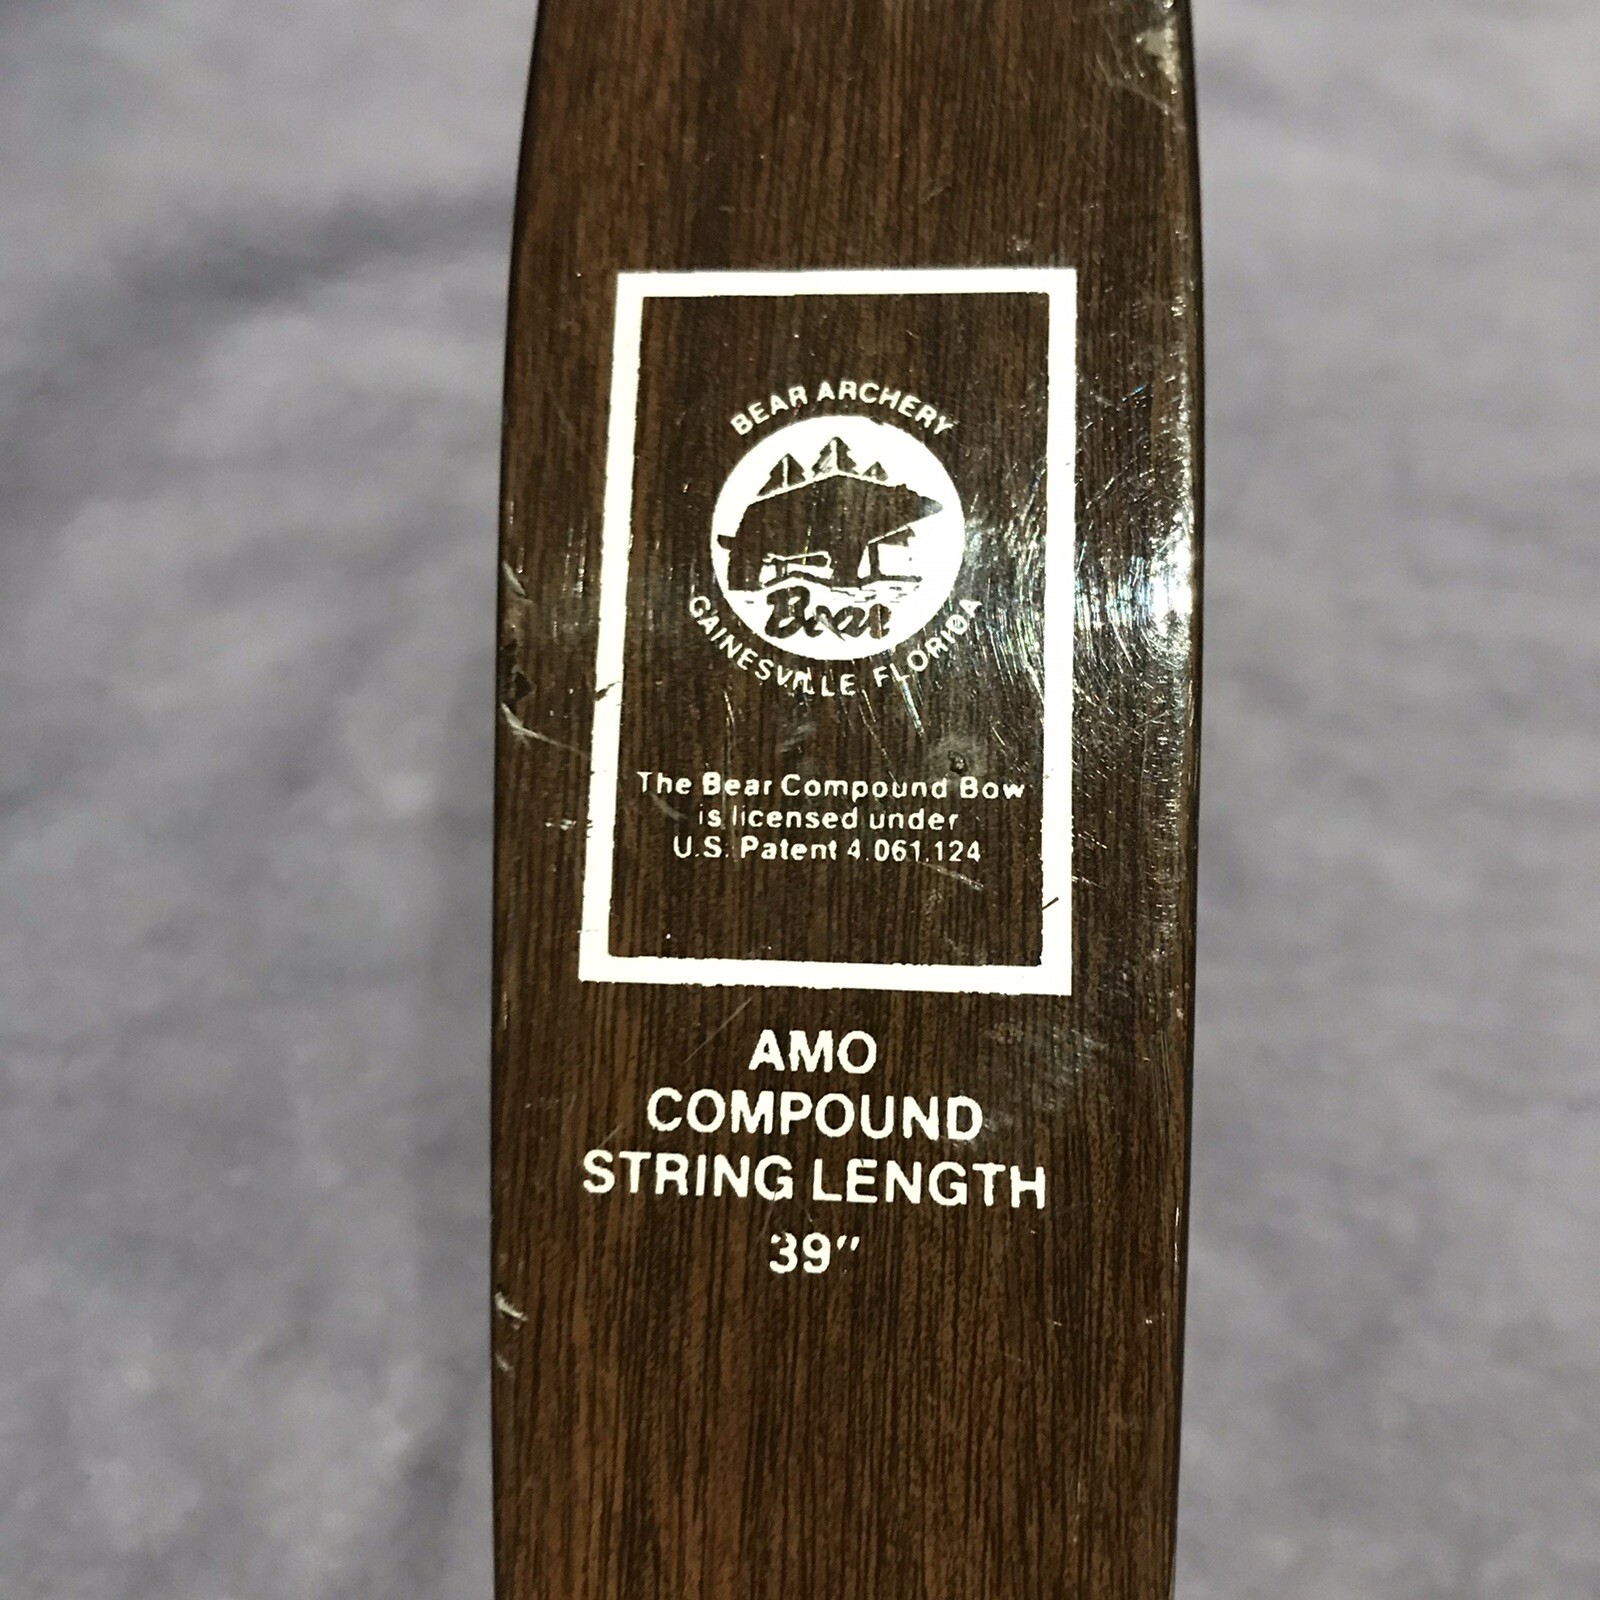 BEAR ARCHERY
Bear
GAINESVILLE FLORIDA
The Bear Compound Bow
is licensed under
U.S. Patent 4.061.124
AMO
COMPOUND
STRING LENGTH
39"